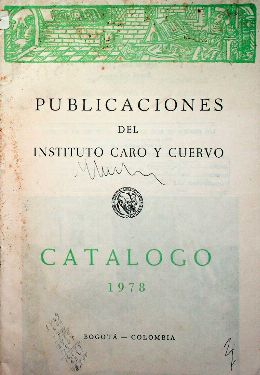 PUBLICACIONES
DEL
INSTITUTO CARO Y CUERVO
CATALOGO
1978
BOGOTÁ — COLOMBIA